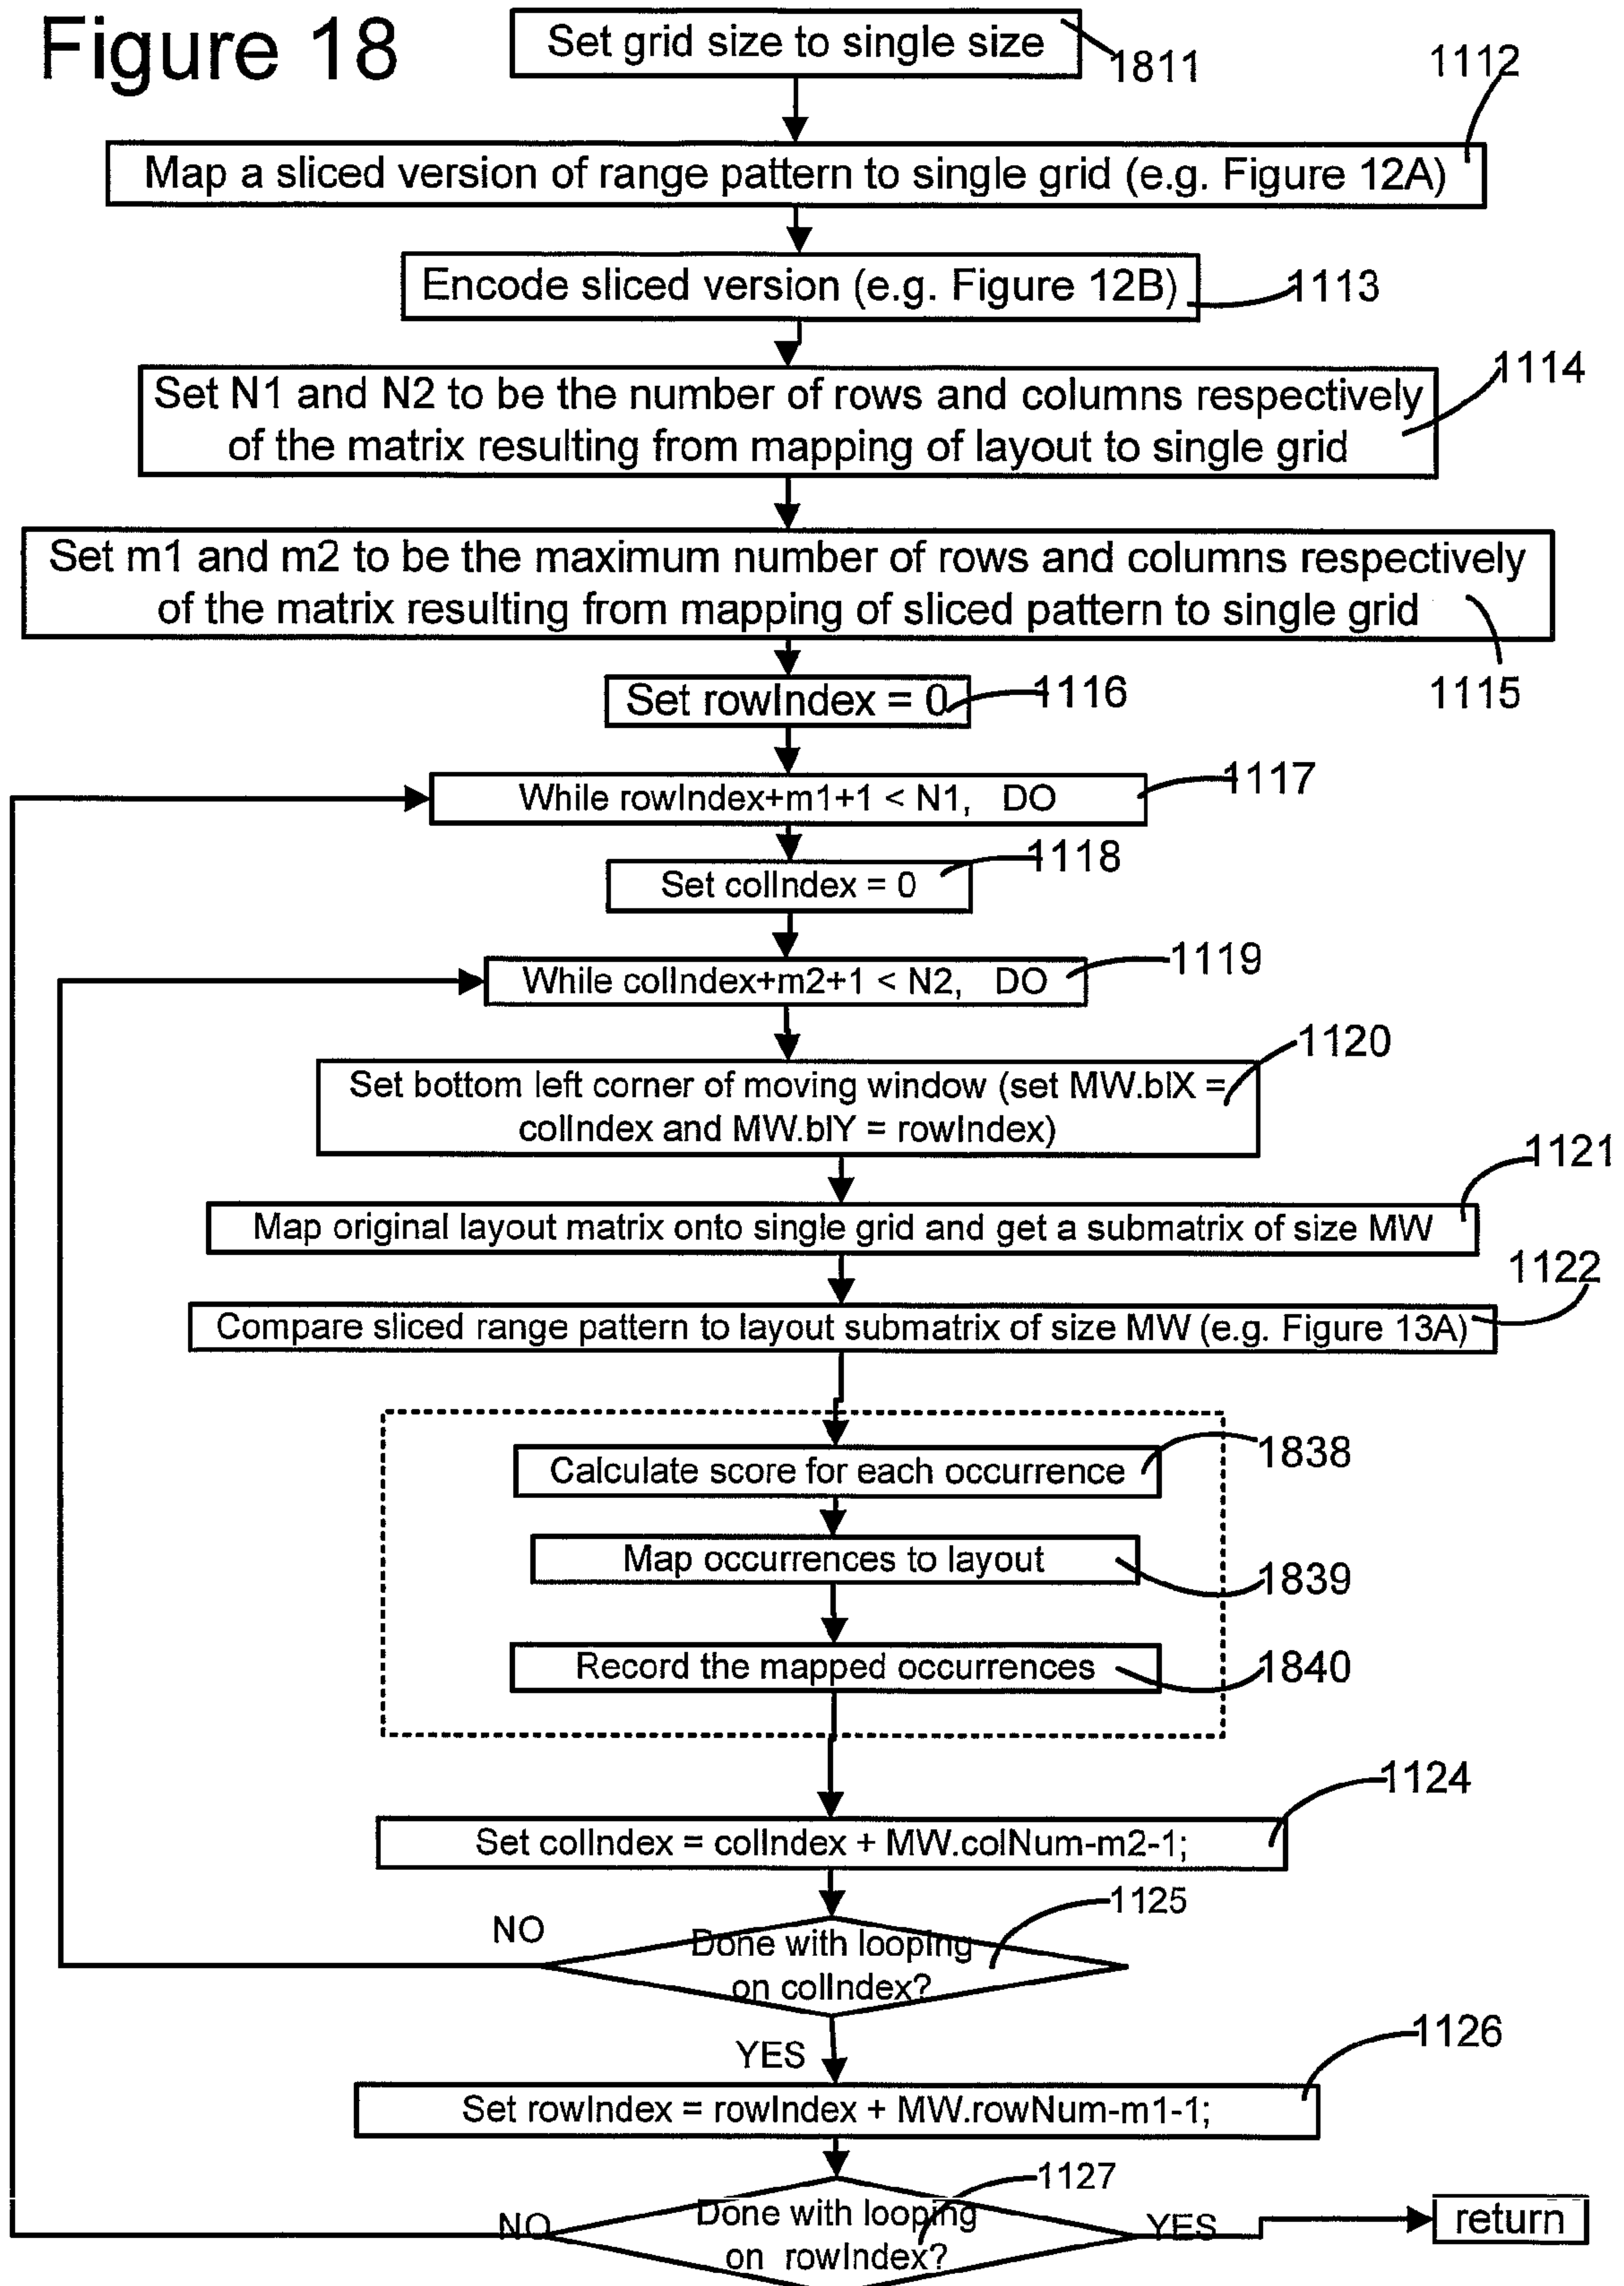 Figure 18
Set grid size to single size
1811
1112
Map a sliced version of range pattern to single grid (e.g. Figure 12A)
Encode sliced version (e.g. Figure 12B)
1113
1114
Set N1 and N2 to be the number of rows and columns respectively
of the matrix resulting from mapping of layout to single grid
Set m1 and m2 to be the maximum number of rows and columns respectively
of the matrix resulting from mapping of sliced pattern to single grid
1115
Set rowIndex = 0
1116
While rowIndex+m1+1 < N1, DO
1117
Set colIndex = 0
1118
While colIndex+m2+1 < N2, DO
1119
1120
Set bottom left corner of moving window (set MW.blX =
colIndex and MW.blY = rowIndex)
1121
Map original layout matrix onto single grid and get a submatrix of size MW
1122
Compare sliced range pattern to layout submatrix of size MW (e.g. Figure 13A)
Calculate score for each occurrence
1838
Map occurrences to layout
1839
Record the mapped occurrences
1840
1124
Set colIndex = colIndex + MW.colNum-m2-1;
1125
NO
Done with looping
on colIndex?
YES
1126
Set rowIndex = rowIndex + MW.rowNum-m1-1;
1127
NO
Done with looping
on rowIndex?
YES
return